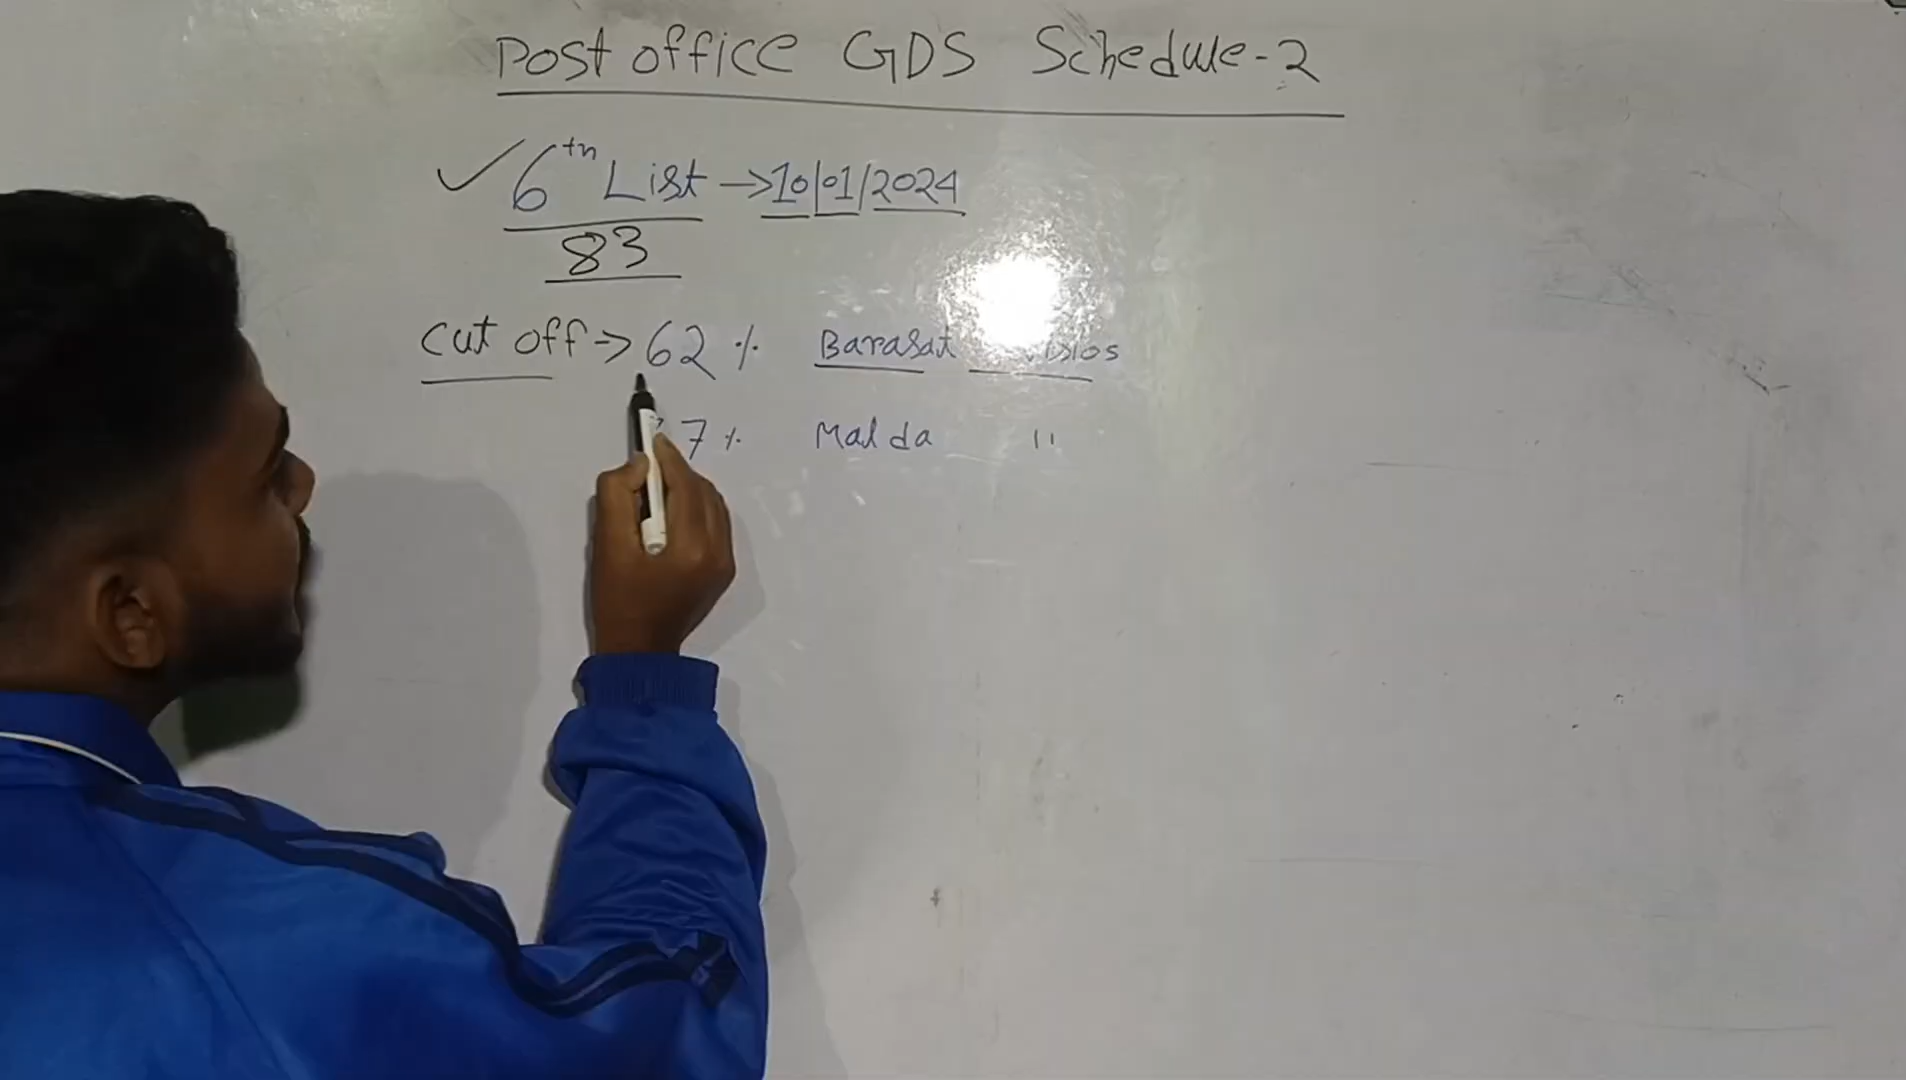 Post office GDS Schedule-2
✓ 6th List → 10/01/2024
83
Cut off → 62 % Barasat
7 % Malda "